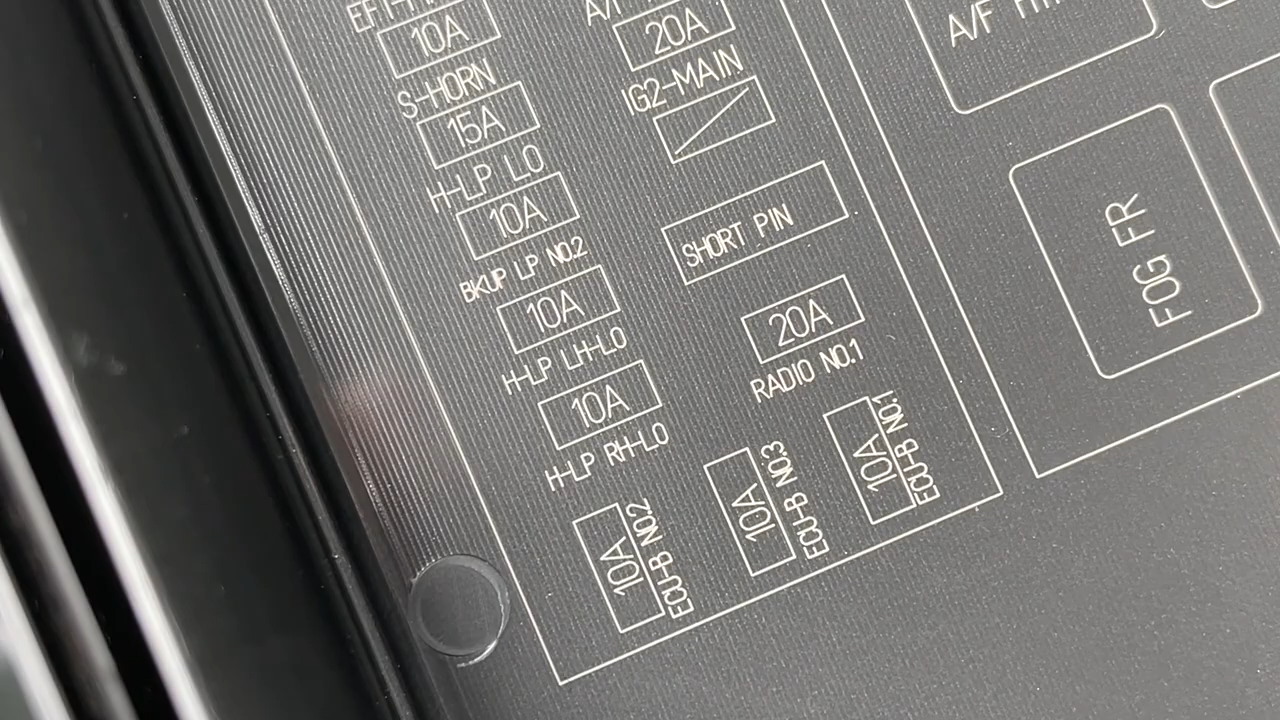 10A
S-HORN
15A
H-LP LO
10A
BKUP LP NO.2
10A
H-LP LH-LO
10A
H-LP RH-LO
10A
ECU-B NO.2
20A
IG2-MAIN
SHORT PIN
20A
RADIO NO.1
10A
ECU-B NO.3
10A
ECU-B NO.1
A/F
FOG FR